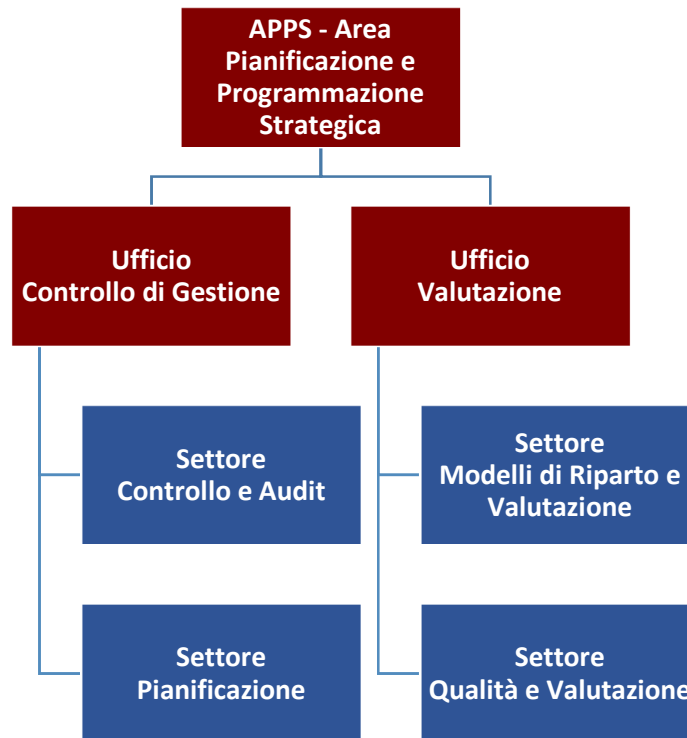 APPS - Area
Pianificazione e
Programmazione
Strategica
Ufficio
Controllo di Gestione
Ufficio
Valutazione
Settore
Controllo e Audit
Settore
Modelli di Riparto e
Valutazione
Settore
Pianificazione
Settore
Qualità e Valutazione